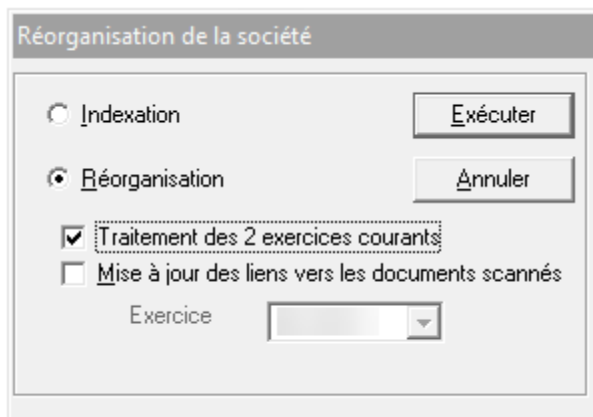 Réorganisation de la société
Indexation
Exécuter
Réorganisation
Annuler
Traitement des 2 exercices courants
Mise à jour des liens vers les documents scannés
Exercice